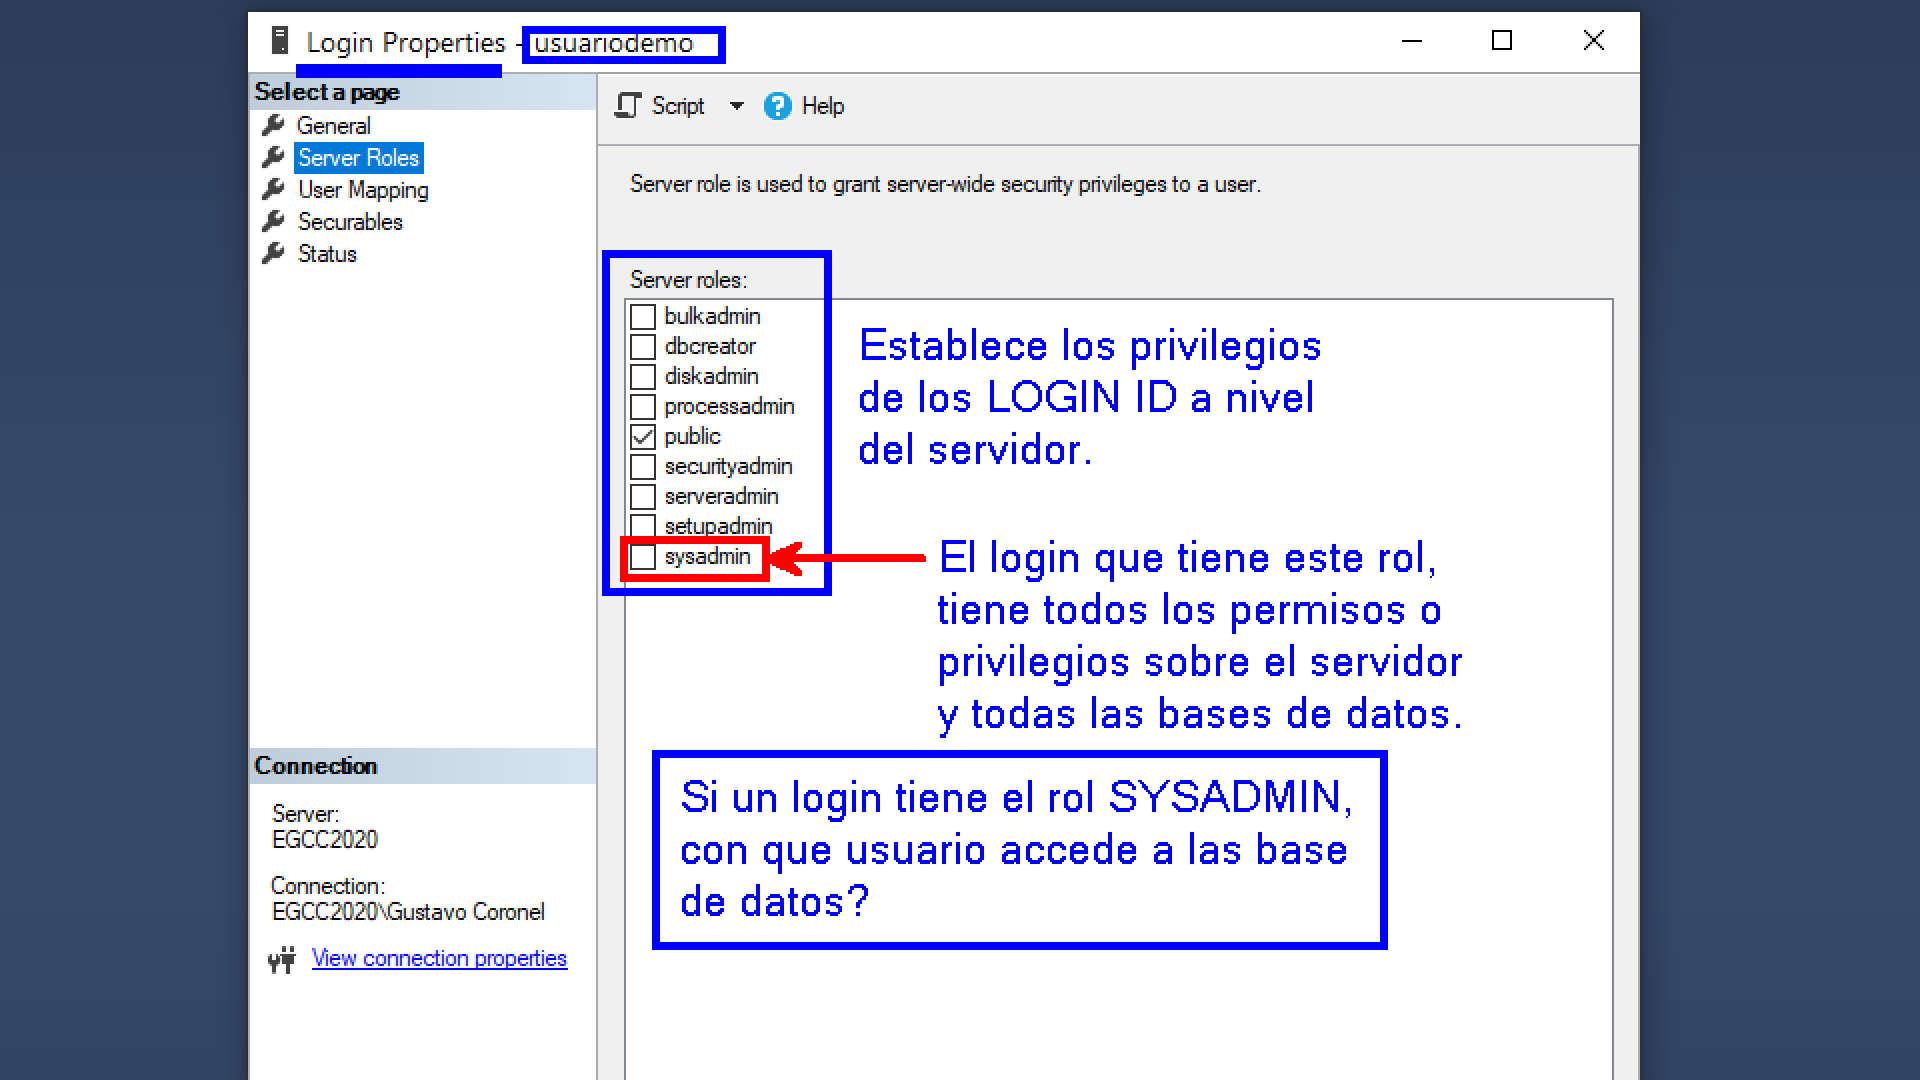 Login Properties - usuariodemo
Select a page
General
Server Roles
User Mapping
Securables
Status
Script
Help
Server role is used to grant server-wide security privileges to a user.
Server roles:
bulkadmin
dbcreator
diskadmin
processadmin
public
securityadmin
serveradmin
setupadmin
sysadmin
Establece los privilegios
de los LOGIN ID a nivel
del servidor.
El login que tiene este rol,
tiene todos los permisos o
privilegios sobre el servidor
y todas las bases de datos.
Si un login tiene el rol SYSADMIN,
con que usuario accede a las base
de datos?
Connection
Server:
EGCC2020
Connection:
EGCC2020\Gustavo Coronel
View connection properties